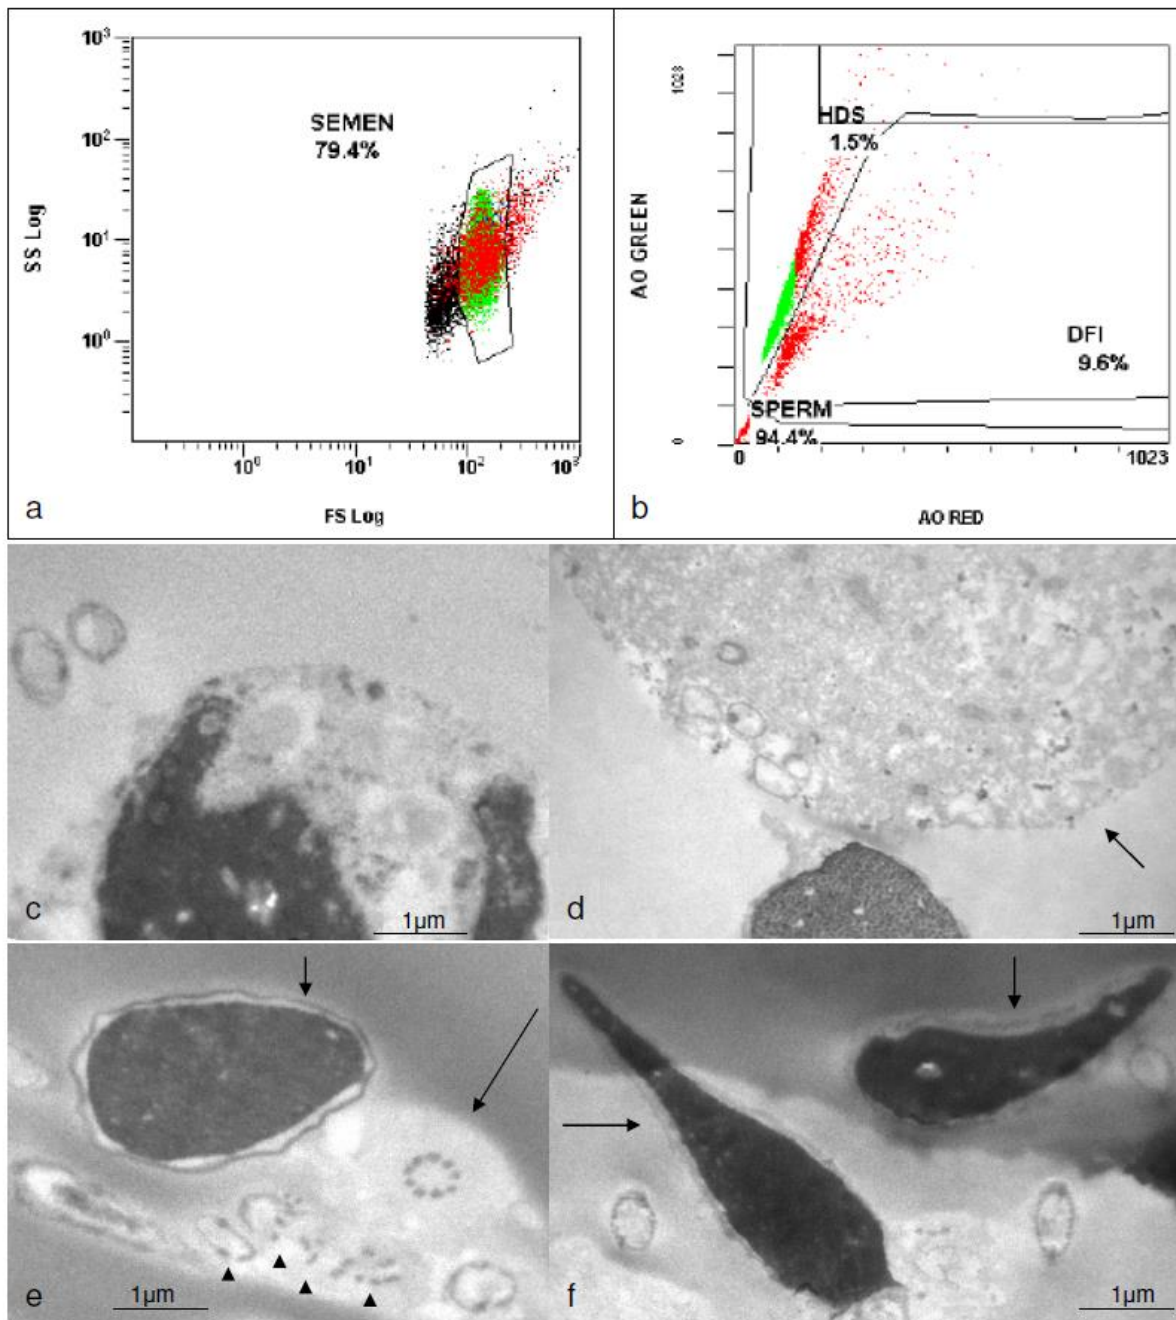 10³
10²
10¹
10⁰
SS Log
SEMEN
79.4%
10⁰ 10¹ 10² 10³
FS Log
a
1023
0
AO GREEN
HDS
1.5%
DFI
9.6%
SPERM
94.4%
0 1023
AO RED
b
c
1µm
d
1µm
e
1µm
f
1µm